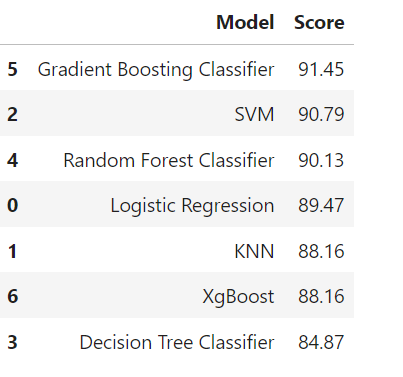 Model Score
5 Gradient Boosting Classifier 91.45
2 SVM 90.79
4 Random Forest Classifier 90.13
0 Logistic Regression 89.47
1 KNN 88.16
6 XgBoost 88.16
3 Decision Tree Classifier 84.87